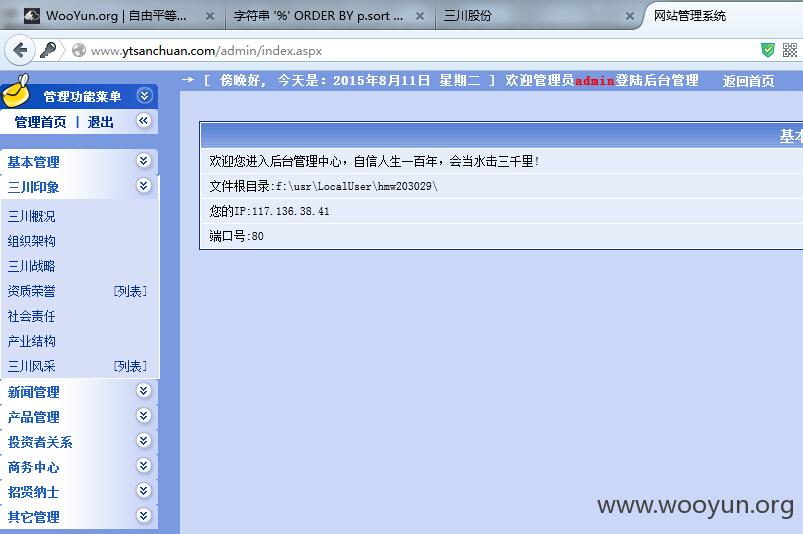 WooYun.org | 自由平等...
字符串 '%' ORDER BY p.sort ...
三川股份
网站管理系统
www.ytsanchuan.com/admin/index.aspx
管理功能菜单
→ [ 傍晚好, 今天是：2015年8月11日 星期二 ] 欢迎管理员admin登陆后台管理 返回首页
管理首页 | 退出
基本管理
三川印象
三川概况
组织架构
三川战略
资质荣誉 [列表]
社会责任
产业结构
三川风采 [列表]
新闻管理
产品管理
投资者关系
商务中心
招贤纳士
其它管理
基本
欢迎您进入后台管理中心，自信人生一百年，会当水击三千里!
文件根目录:f:\usr\LocalUser\hmw203029\
您的IP:117.136.38.41
端口号:80
www.wooyun.org